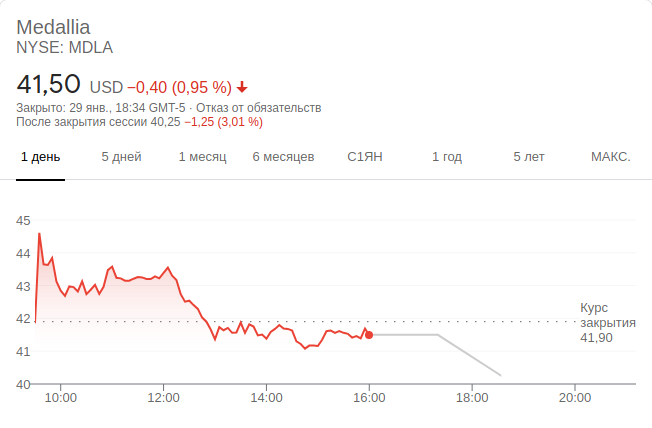 Medallia
NYSE: MDLA
41,50 USD −0,40 (0,95 %)
Закрыто: 29 янв., 18:34 GMT-5 · Отказ от обязательств
После закрытия сессии 40,25 −1,25 (3,01 %)
1 день 5 дней 1 месяц 6 месяцев С1ЯН 1 год 5 лет МАКС.
45
44
43
42
41
40
Курс
закрытия
41,90
10:00 12:00 14:00 16:00 18:00 20:00